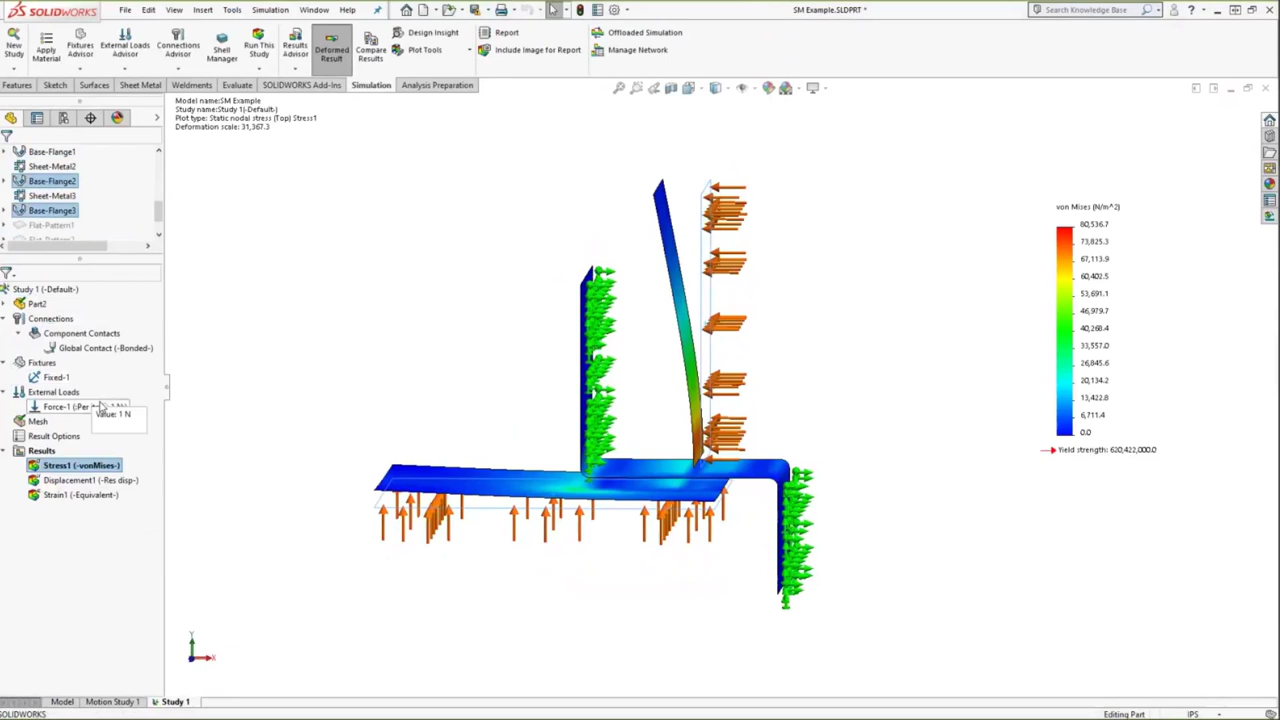 SOLIDWORKS
File Edit View Insert Tools Simulation Window Help
SM Example.SLDPRT *
Search Knowledge Base
New Study
Apply Material
Fixtures Advisor
External Loads Advisor
Connections Advisor
Shell Manager
Run This Study
Results Advisor
Deformed Result
Compare Results
Design Insight
Plot Tools
Report
Include Image for Report
Offloaded Simulation
Manage Network
Features Sketch Surfaces Sheet Metal Weldments Evaluate SOLIDWORKS Add-Ins Simulation Analysis Preparation
Model name:SM Example
Study name:Study 1(-Default-)
Plot type: Static nodal stress (Top) Stress1
Deformation scale: 31,367.3
Base-Flange1
Sheet-Metal2
Base-Flange2
Sheet-Metal3
Base-Flange3
Flat-Pattern1
Study 1 (-Default-)
Part2
Connections
Component Contacts
Global Contact (-Bonded-)
Fixtures
Fixed-1
External Loads
Force-1 (:Per
Value: 1 N
Mesh
Result Options
Results
Stress1 (-vonMises-)
Displacement1 (-Res disp-)
Strain1 (-Equivalent-)
von Mises (N/m^2)
80,536.7
73,825.3
67,113.9
60,402.5
53,691.1
46,979.7
40,268.4
33,557.0
26,845.6
20,134.2
13,422.8
6,711.4
0.0
Yield strength: 620,422,000.0
Y
X
Model Motion Study 1 Study 1
SOLIDWORKS
Editing Part
IPS